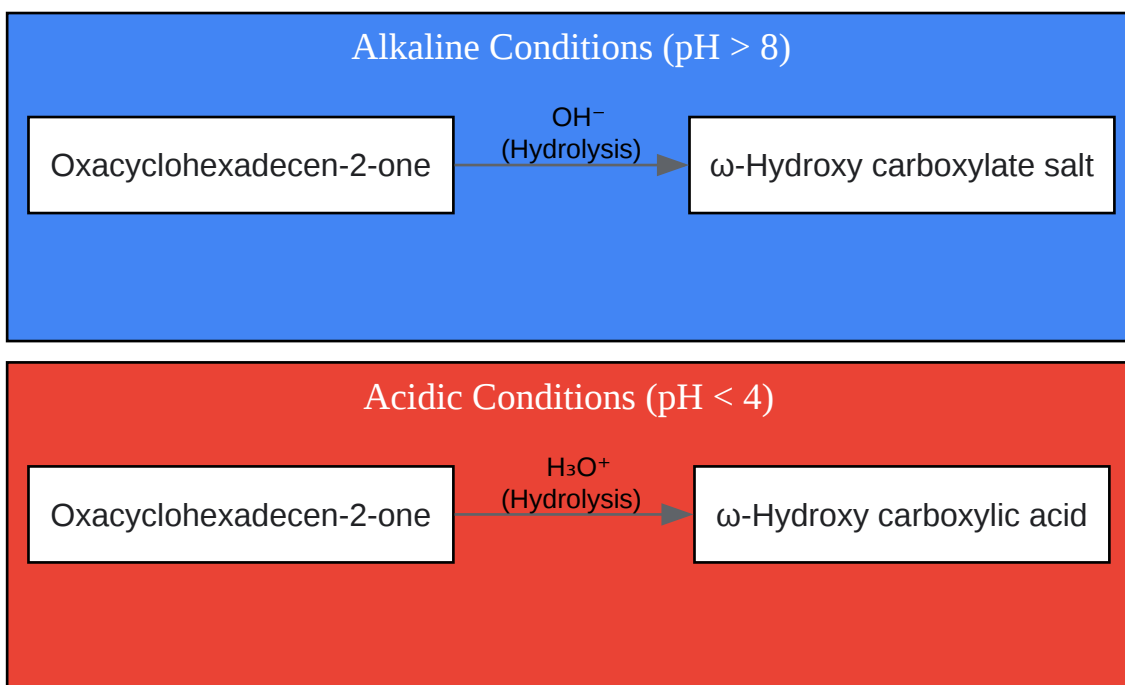 Alkaline Conditions (pH > 8)
OH⁻
(Hydrolysis)
Oxacyclohexadecen-2-one
ω-Hydroxy carboxylate salt
Acidic Conditions (pH < 4)
H₃O⁺
(Hydrolysis)
Oxacyclohexadecen-2-one
ω-Hydroxy carboxylic acid